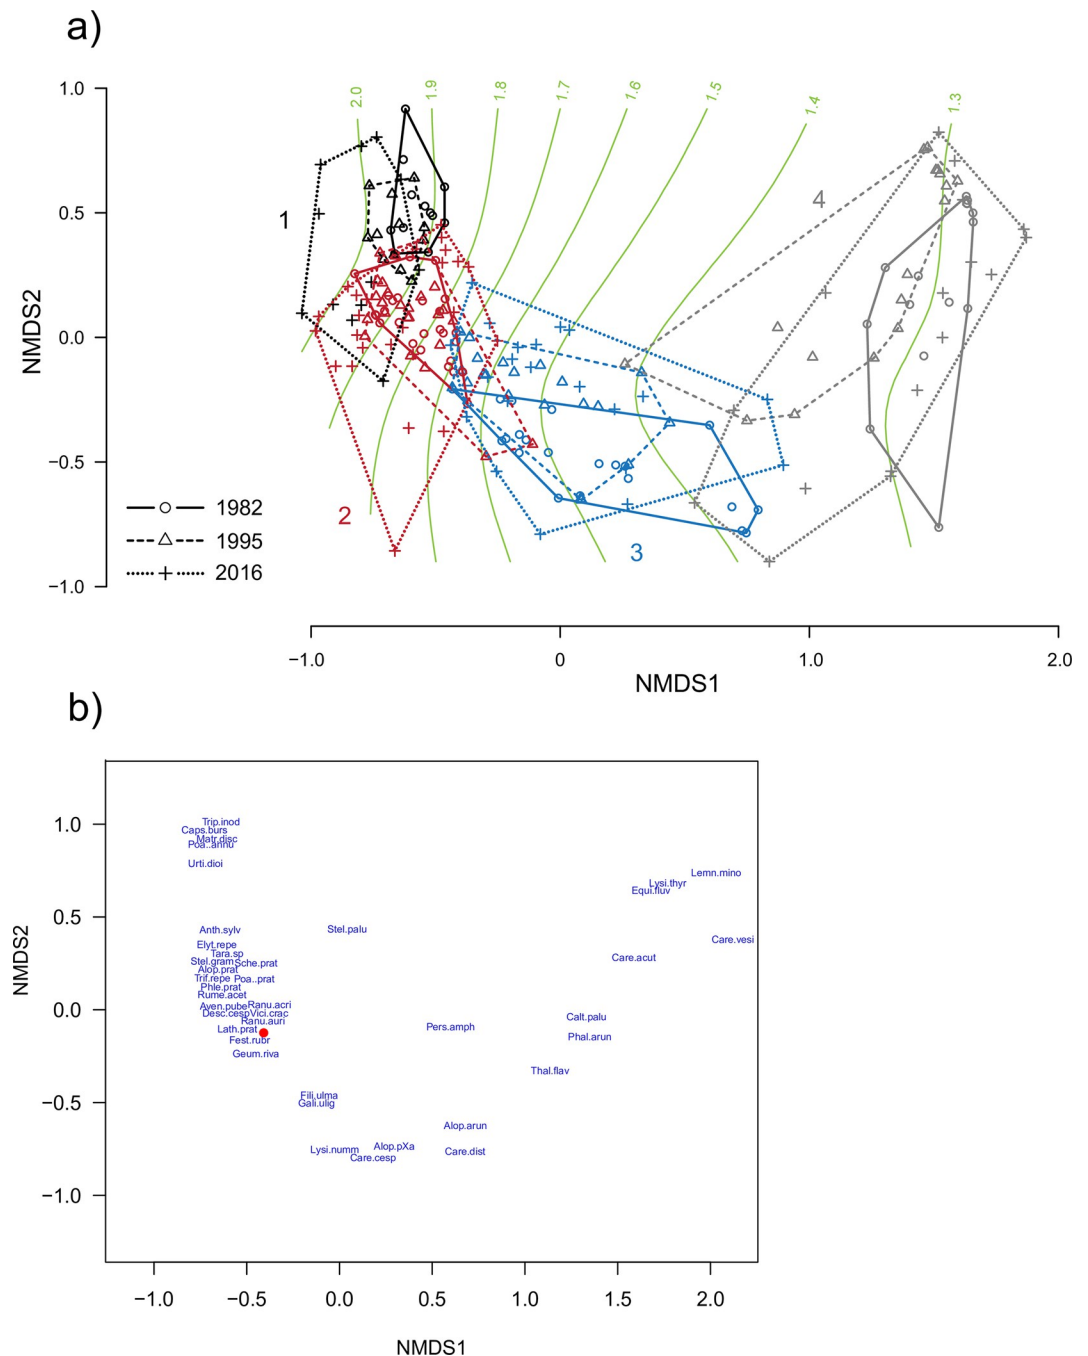 a)
1.0
0.5
0.0
−0.5
−1.0
NMDS2
2.0
1.9
1.8
1.7
1.6
1.5
1.4
1.3
1
2
3
4
1982
1995
2016
−1.0
0
1.0
2.0
NMDS1
b)
1.0
0.5
0.0
−0.5
−1.0
NMDS2
Trip.inod
Caps.burs
Matr.disc
Poa..annu
Urti.dioi
Lemn.mino
Lysi.thyr
Equi.fluv
Anth.sylv
Stel.palu
Care.vesi
Elyt.repe
Tara.sp
Stel.gram
Sche.prat
Care.acut
Alop.prat
Trif.repe
Poa..prat
Phle.prat
Rume.acet
Aven.pube
Ranu.acri
Desc.cesp
Vici.crac
Ranu.auri
Calt.palu
Lath.prat
Pers.amph
Fest.rubr
Phal.arun
Geum.riva
Thal.flav
Fili.ulma
Gali.ulig
Alop.arun
Lysi.numm
Alop.pXa
Care.dist
Care.cesp
−1.0
−0.5
0.0
0.5
1.0
1.5
2.0
NMDS1